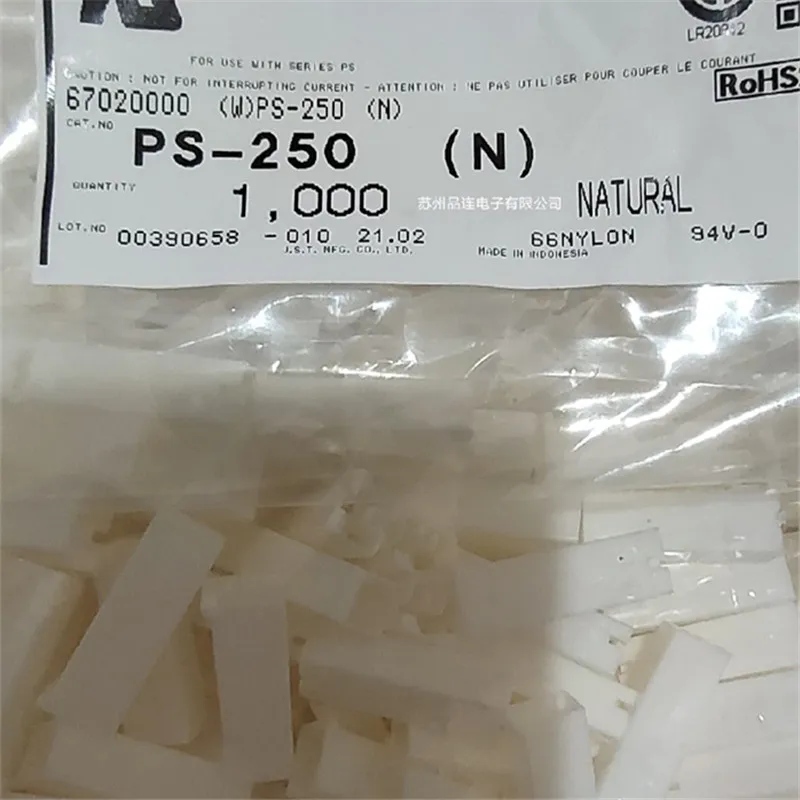 LR20812
FOR USE WITH SERIES PS
CAUTION : NOT FOR INTERRUPTING CURRENT - ATTENTION : NE PAS UTILISER POUR COUPER LE COURANT
RoHS
67020000 (W)PS-250 (N)
CAT.NO
PS-250 (N)
QUANTITY
1,000 苏州品连电子有限公司 NATURAL
LOT.NO 00390658 -010 21.02 66NYLON 94V-0
J.S.T. MFG. CO., LTD. MADE IN INDONESIA